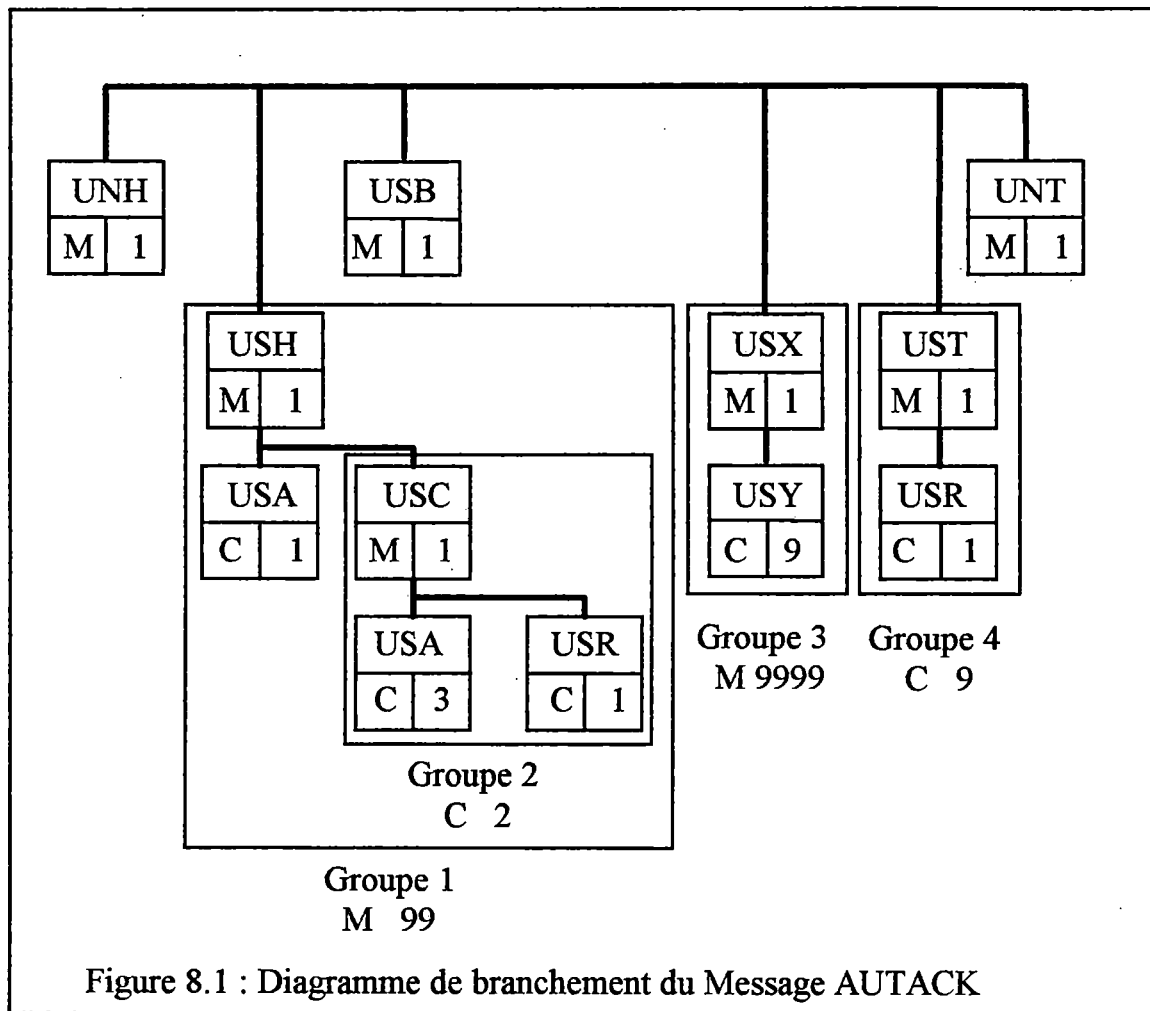 UNH
M 1
USB
M 1
UNT
M 1
USH
M 1
USX
M 1
UST
M 1
USA
C 1
USC
M 1
USY
C 9
USR
C 1
USA
C 3
USR
C 1
Groupe 3
M 9999
Groupe 4
C 9
Groupe 2
C 2
Groupe 1
M 99
Figure 8.1 : Diagramme de branchement du Message AUTACK